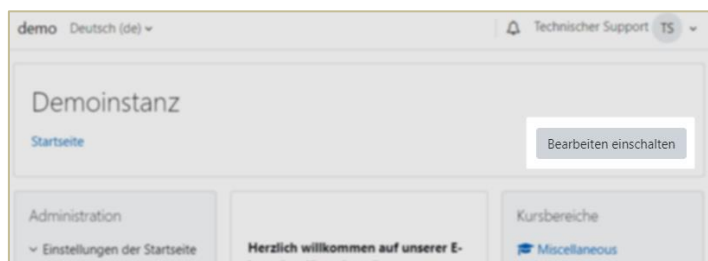 demo Deutsch (de)
Technischer Support TS
Demoinstanz
Startseite
Bearbeiten einschalten
Administration
Einstellungen der Startseite
Herzlich willkommen auf unserer E-
Kursbereiche
Miscellaneous